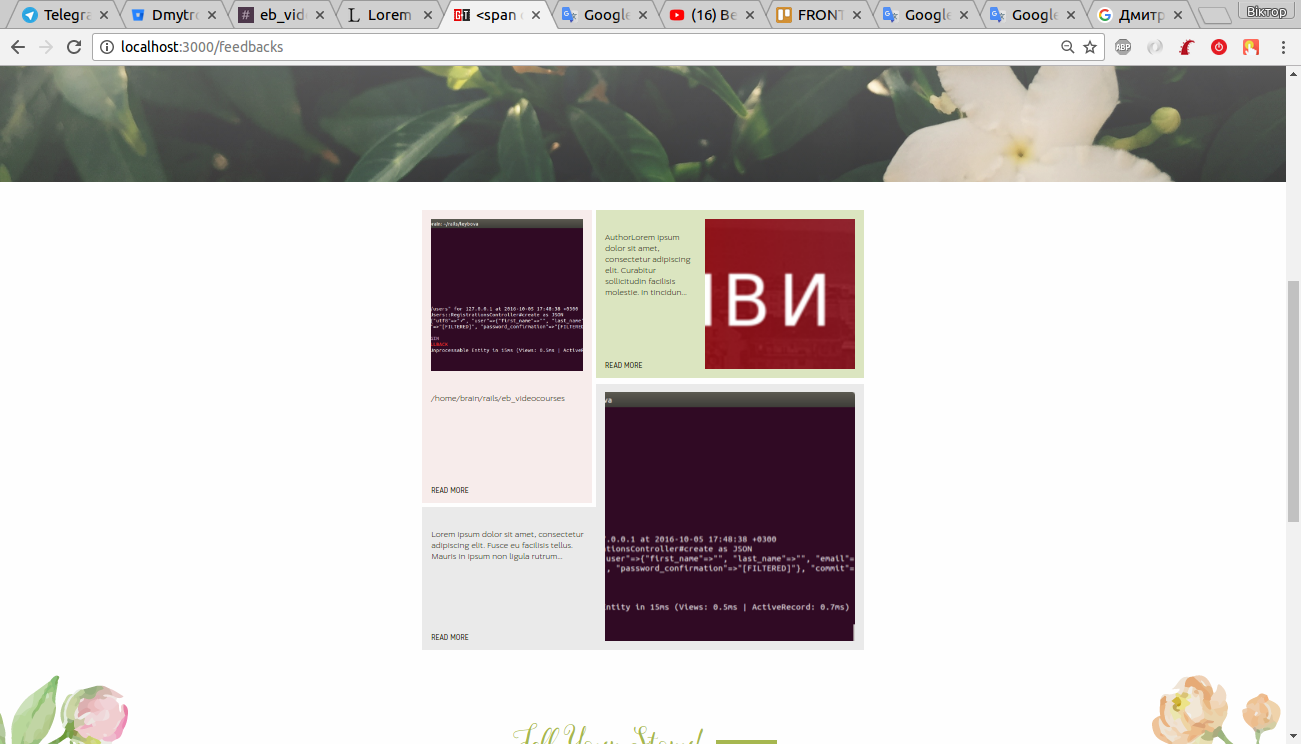 Telegra
Dmytro
eb_vid
Lorem
<span
Google
(16) Be
FRONT
Google
Google
Дмитр
Віктор
localhost:3000/feedbacks
ABP
rain: ~/rails/leybova
/users" for 127.0.0.1 at 2016-10-05 17:48:38 +0300
Users::RegistrationsController#create as JSON
{"utf8"=>"✓", "user"=>{"first_name"=>"", "last_name"
"=>"[FILTERED]", "password_confirmation"=>"[FILTERED
GIN
LLBACK
Unprocessable Entity in 15ms (Views: 0.5ms | ActiveR
/home/brain/rails/eb_videocourses
READ MORE
AuthorLorem ipsum
dolor sit amet,
consectetur adipiscing
elit. Curabitur
sollicitudin facilisis
molestie. In tincidun...
READ MORE
ІВИ
Lorem ipsum dolor sit amet, consectetur
adipiscing elit. Fusce eu facilisis tellus.
Mauris in ipsum non ligula rutrum...
READ MORE
va
7.0.0.1 at 2016-10-05 17:48:38 +0300
ationsController#create as JSON
user"=>{"first_name"=>"", "last_name"=>"", "email"=
, "password_confirmation"=>"[FILTERED]"}, "commit"=
Entity in 15ms (Views: 0.5ms | ActiveRecord: 0.7ms)
Tell Your Story!